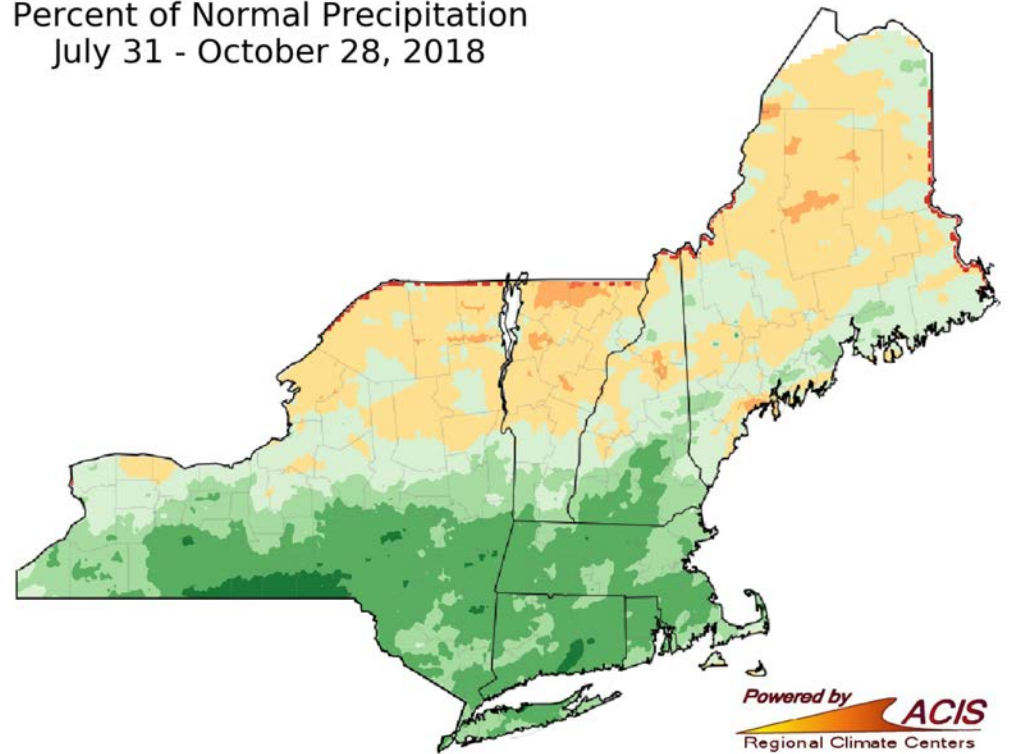 Percent of Normal Precipitation
July 31 - October 28, 2018
Powered by
ACIS
Regional Climate Centers